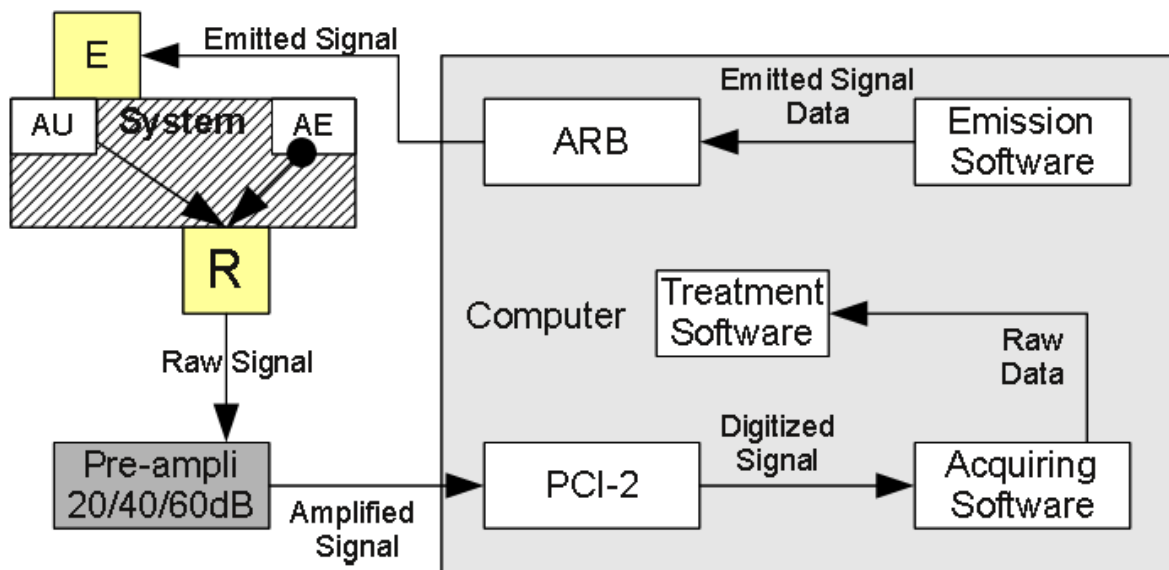 E
Emitted Signal
AU
System
AE
R
Raw Signal
Pre-ampli
20/40/60dB
Amplified
Signal
Emitted Signal
Data
ARB
Emission
Software
Computer
Treatment
Software
Raw
Data
PCI-2
Digitized
Signal
Acquiring
Software